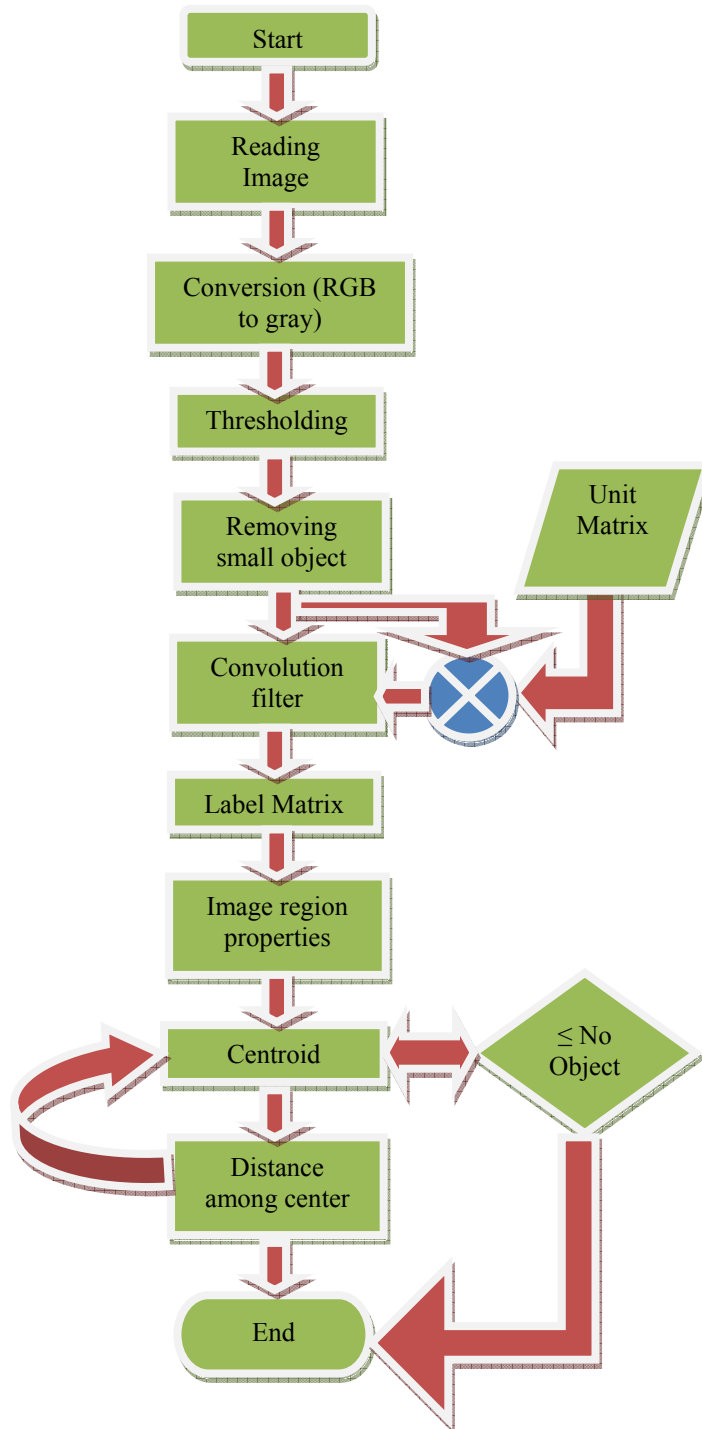 Start
Reading
Image
Conversion (RGB
to gray)
Thresholding
Removing
small object
Unit
Matrix
Convolution
filter
Label Matrix
Image region
properties
Centroid
≤ No
Object
Distance
among center
End